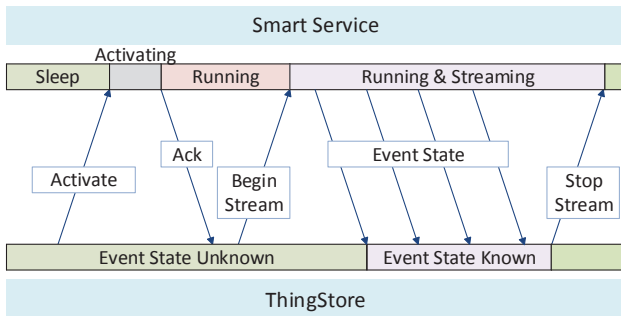 Smart Service
Activating
Sleep
Running
Running & Streaming
Ack
Event State
Activate
Begin
Stream
Stop
Stream
Event State Unknown
Event State Known
ThingStore